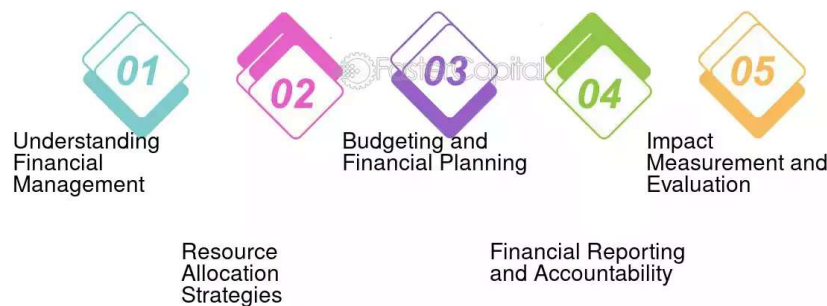 01
02
03
04
05
FasterCapital
Understanding
Financial
Management
Resource
Allocation
Strategies
Budgeting and
Financial Planning
Financial Reporting
and Accountability
Impact
Measurement and
Evaluation